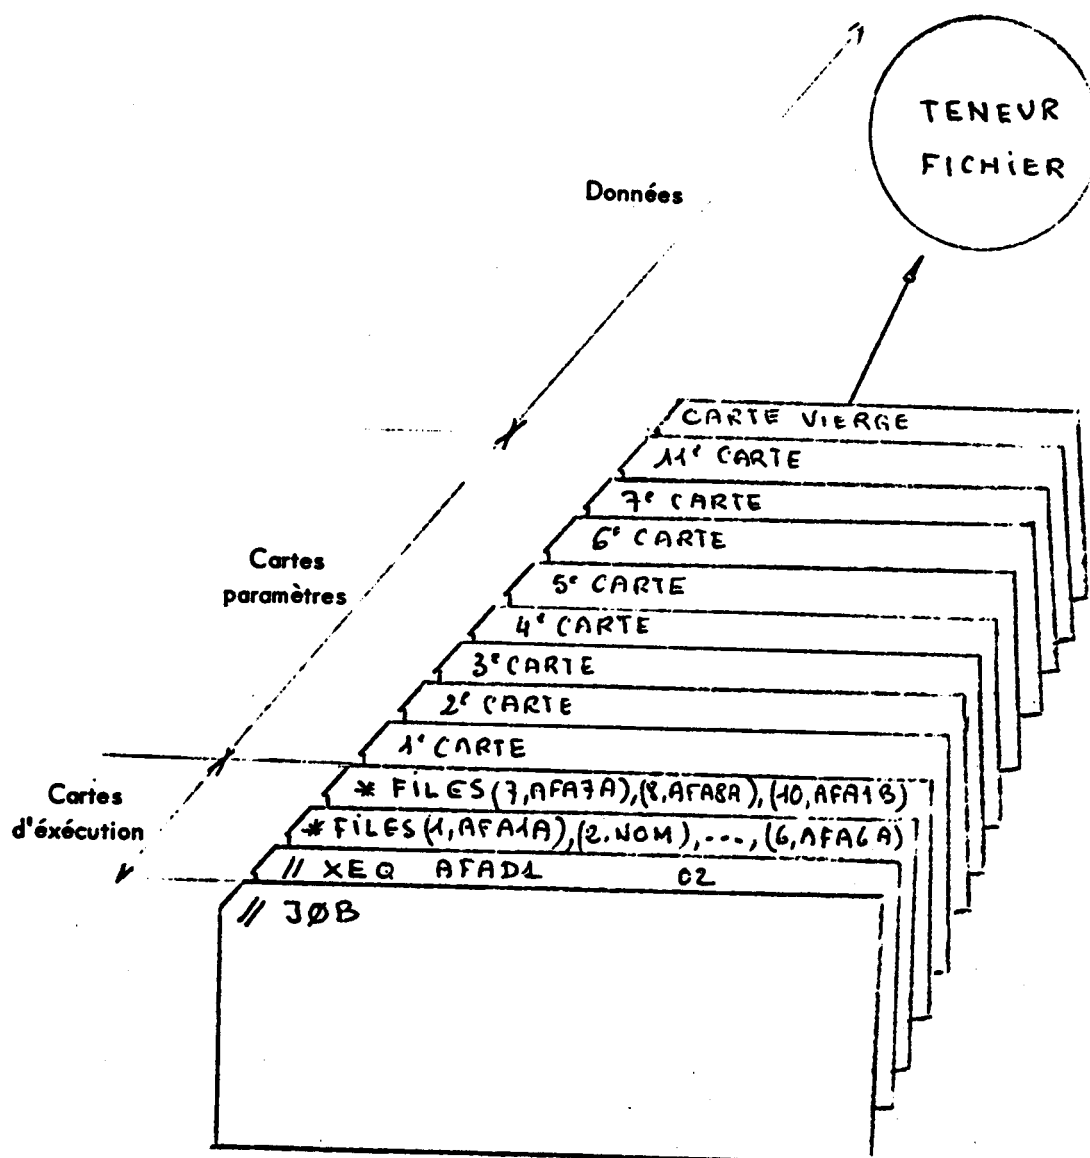 TENEUR
FICHIER
Données
CARTE VIERGE
11e CARTE
7e CARTE
6e CARTE
5e CARTE
4e CARTE
3e CARTE
2e CARTE
1e CARTE
Cartes
paramètres
* FILES(7,AFA7A),(8,AFA8A),(10,AFA1B)
* FILES(1,AFA1A),(2.NOM),...,(6,AFA6A)
// XEQ AFAD1 02
// JØB
Cartes
d'éxécution